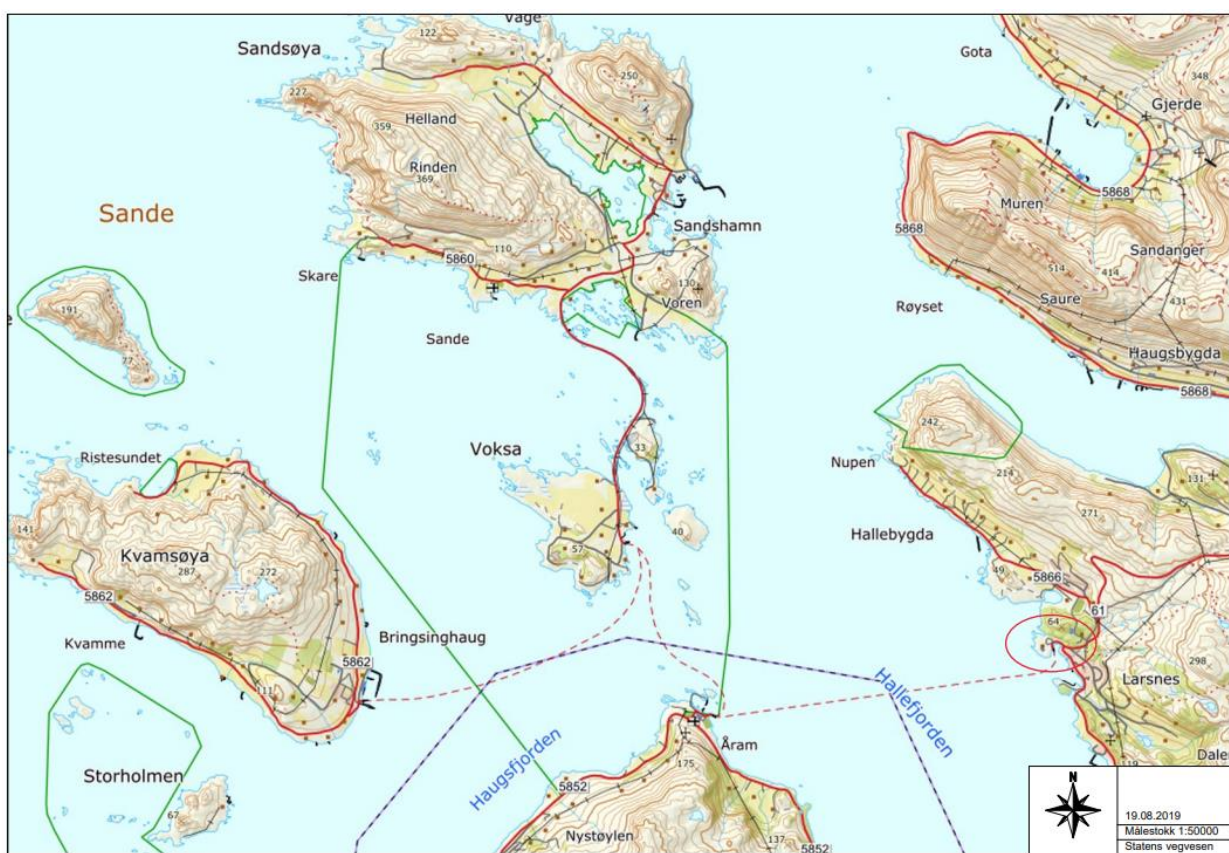 Våge
122
Sandsøya
Gota
250
348
227
Gjerde
Helland
359
Rinden
369
5868
Sande
Muren
Sandshamn
5868
110
Sandanger
5860
514
414
Skare
130
Saure
431
Voren
191
Røyset
Sande
77
Haugsbygda
5868
242
Ristesundet
Voksa
33
Nupen
214
131
141
40
271
Hallebygda
Kvamsøya
57
287
272
49
5866
5862
61
64
Kvamme
Bringsinghaug
5862
298
111
Larsnes
Hallefjorden
Åram
Haugsfjorden
Storholmen
175
119
5852
N
67
19.08.2019
137
Målestokk 1:50000
Nystøylen
5852
Statens vegvesen